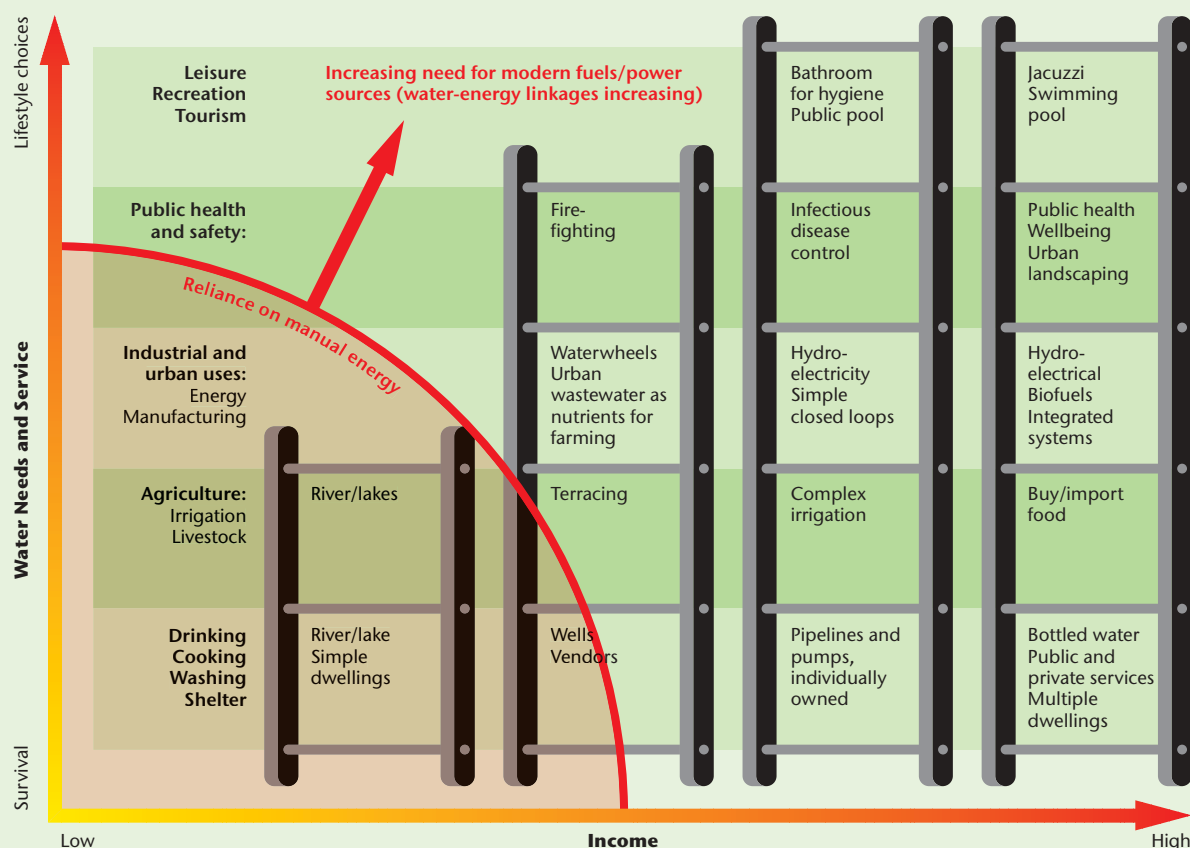 Lifestyle choices
Water Needs and Service
Survival
Leisure
Recreation
Tourism
Increasing need for modern fuels/power
sources (water-energy linkages increasing)
Bathroom
for hygiene
Public pool
Jacuzzi
Swimming
pool
Public health
and safety:
Fire-
fighting
Infectious
disease
control
Public health
Wellbeing
Urban
landscaping
Reliance on manual energy
Industrial and
urban uses:
Energy
Manufacturing
Waterwheels
Urban
wastewater as
nutrients for
farming
Hydro-
electricity
Simple
closed loops
Hydro-
electrical
Biofuels
Integrated
systems
Agriculture:
Irrigation
Livestock
River/lakes
Terracing
Complex
irrigation
Buy/import
food
Drinking
Cooking
Washing
Shelter
River/lake
Simple
dwellings
Wells
Vendors
Pipelines and
pumps,
individually
owned
Bottled water
Public and
private services
Multiple
dwellings
Low
Income
High